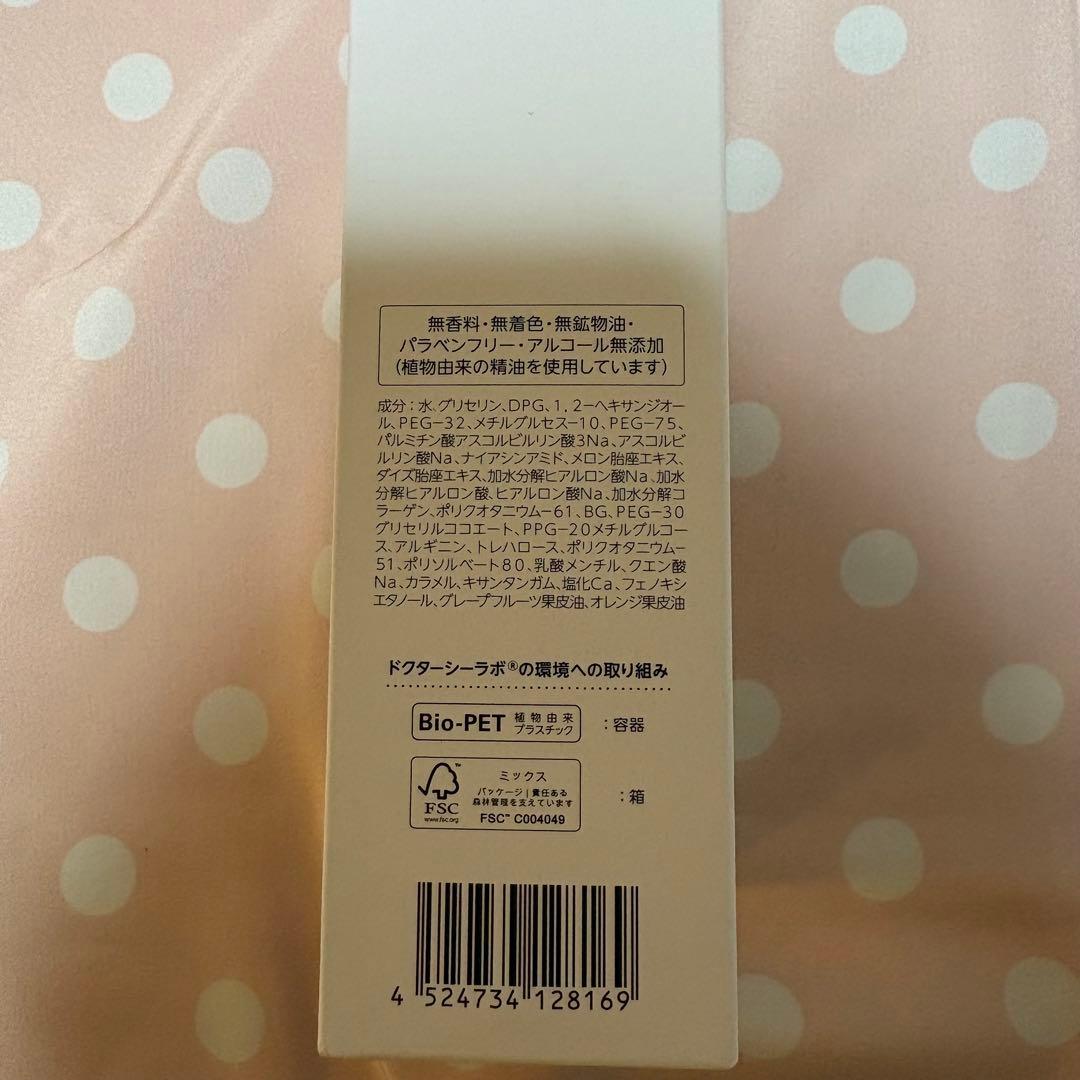 無香料・無着色・無鉱物油・
パラベンフリー・アルコール無添加
(植物由来の精油を使用しています)
成分：水、グリセリン、DPG、1,2－ヘキサンジオー
ル、PEG－32、メチルグルセス－10、PEG－75、
パルミチン酸アスコルビルリン酸3Na、アスコルビ
ルリン酸Na、ナイアシンアミド、メロン胎座エキス、
ダイズ胎座エキス、加水分解ヒアルロン酸Na、加水
分解ヒアルロン酸、ヒアルロン酸Na、加水分解コ
ラーゲン、ポリクオタニウム－61、BG、PEG－30
グリセリルココエート、PPG－20メチルグルコー
ス、アルギニン、トレハロース、ポリクオタニウム－
51、ポリソルベート80、乳酸メンチル、クエン酸
Na、カラメル、キサンタンガム、塩化Ca、フェノキシ
エタノール、グレープフルーツ果皮油、オレンジ果皮油
ドクターシーラボ®の環境への取り組み
Bio-PET 植物由来 プラスチック ：容器
ミックス
パッケージ｜責任ある
森林管理を支えています
FSC™ C004049
FSC
www.fsc.org
：箱
4 524734 128169